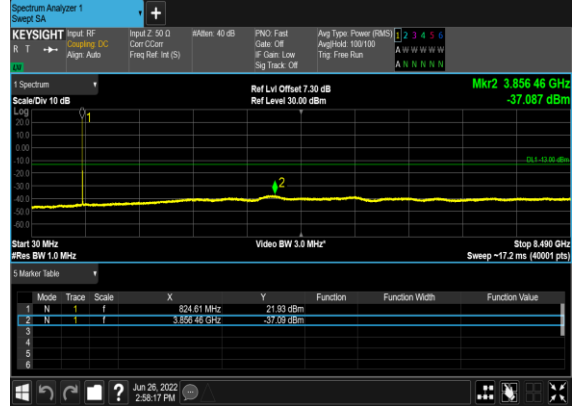 Spectrum Analyzer 1
Swept SA
+
KEYSIGHT
R T
Input: RF
Coupling: DC
Align: Auto
Input Z: 50 Ω
Corr CCorr
Freq Ref: Int (S)
#Atten: 40 dB
PNO: Fast
Gate: Off
IF Gain: Low
Sig Track: Off
Avg Type: Power (RMS)
Avg|Hold: 100/100
Trig: Free Run
1 2 3 4 5 6
A W W W W W
A N N N N N
1 Spectrum
Scale/Div 10 dB
Ref Lvl Offset 7.30 dB
Ref Level 30.00 dBm
Mkr2 3.856 46 GHz
-37.087 dBm
Log
20.0
10.0
0.00
-10.0
-20.0
-30.0
-40.0
-50.0
-60.0
1
2
DL1 -13.00 dBm
Start 30 MHz
#Res BW 1.0 MHz
Video BW 3.0 MHz*
Stop 8.490 GHz
Sweep ~17.2 ms (40001 pts)
5 Marker Table
Mode Trace Scale X Y Function Function Width Function Value
1 N 1 f 824.61 MHz 21.93 dBm
2 N 1 f 3.856 46 GHz -37.09 dBm
3
4
5
6
?
Jun 26, 2022
2:58:17 PM